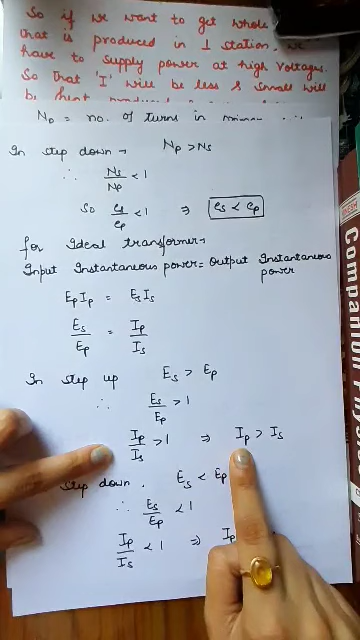 So if we want to get whole
that is produced in 1 station, we
have to supply power at high voltages.
So that 'I' will be less & small will
be heat produced
Np = no. of turns in
In step down → Np > Ns
∴ Ns/Np < 1
So es/ep < 1 ⇒ es < ep
for Ideal transformer→
Input Instantaneous power = Output Instantaneous
power
EpIp = EsIs
Es/Ep = Ip/Is
In step up Es > Ep
∴ Es/Ep > 1
Ip/Is > 1 ⇒ Ip > Is
Step down. Es < Ep
∴ Es/Ep < 1
Ip/Is < 1 ⇒ Ip
Companion